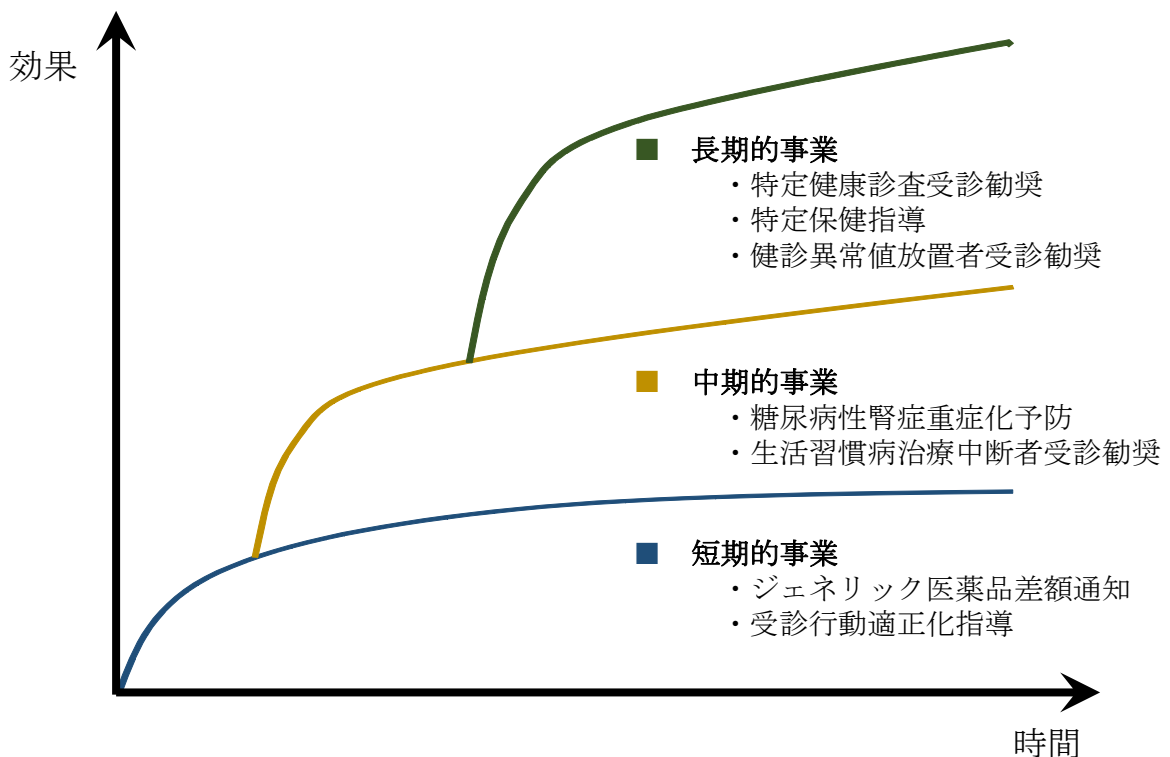 効果
■ 長期的事業
・特定健康診査受診勧奨
・特定保健指導
・健診異常値放置者受診勧奨
■ 中期的事業
・糖尿病性腎症重症化予防
・生活習慣病治療中断者受診勧奨
■ 短期的事業
・ジェネリック医薬品差額通知
・受診行動適正化指導
時間